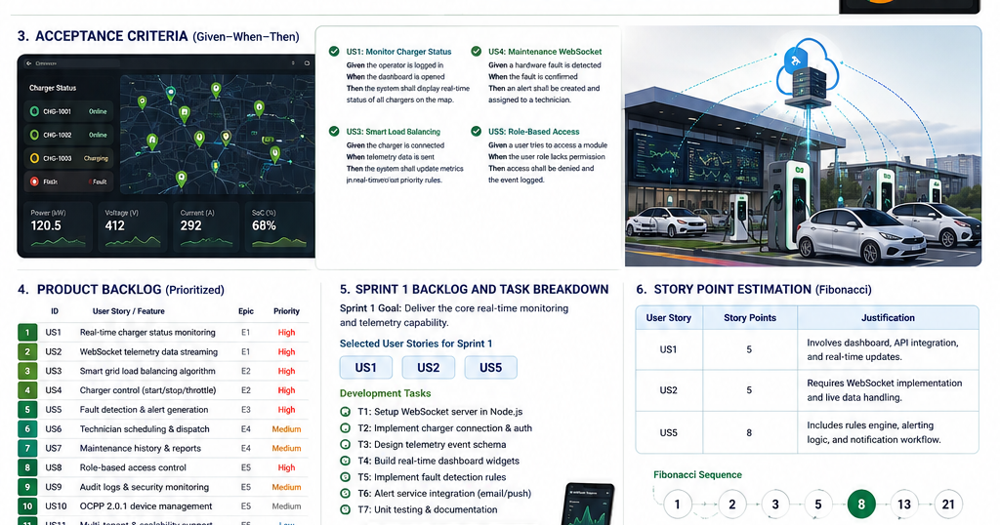 3. ACCEPTANCE CRITERIA (Given–When–Then)
Charger Status
CHG-1001 Online
CHG-1002 Online
CHG-1003 Charging
Fault
Power (kW)
120.5
Voltage (V)
412
Current (A)
292
SoC (%)
68%
US1: Monitor Charger Status
Given the operator is logged in
When the dashboard is opened
Then the system shall display real-time
status of all chargers on the map.
US4: Maintenance WebSocket
Given a hardware fault is detected
When the fault is confirmed
Then an alert shall be created and
assigned to a technician.
US3: Smart Load Balancing
Given the charger is connected
When telemetry data is sent
Then the system shall update metrics
priority rules.
US5: Role-Based Access
Given a user tries to access a module
When the user role lacks permission
Then access shall be denied and
the event logged.
4. PRODUCT BACKLOG (Prioritized)
ID User Story / Feature Epic Priority
1 US1 Real-time charger status monitoring E1 High
2 US2 WebSocket telemetry data streaming E1 High
3 US3 Smart grid load balancing algorithm E2 High
4 US4 Charger control (start/stop/throttle) E2 High
5 US5 Fault detection & alert generation E3 High
6 US6 Technician scheduling & dispatch E4 Medium
7 US7 Maintenance history & reports E4 Medium
8 US8 Role-based access control E5 High
9 US9 Audit logs & security monitoring E5 Medium
10 US10 OCPP 2.0.1 device management E5 Medium
5. SPRINT 1 BACKLOG AND TASK BREAKDOWN
Sprint 1 Goal: Deliver the core real-time monitoring
and telemetry capability.
Selected User Stories for Sprint 1
US1 US2 US5
Development Tasks
T1: Setup WebSocket server in Node.js
T2: Implement charger connection & auth
T3: Design telemetry event schema
T4: Build real-time dashboard widgets
T5: Implement fault detection rules
T6: Alert service integration (email/push)
T7: Unit testing & documentation
6. STORY POINT ESTIMATION (Fibonacci)
User Story Story Points Justification
US1 5 Involves dashboard, API integration,
and real-time updates.
US2 5 Requires WebSocket implementation
and live data handling.
US5 8 Includes rules engine, alerting
logic, and notification workflow.
Fibonacci Sequence
1 2 3 5 8 13 21